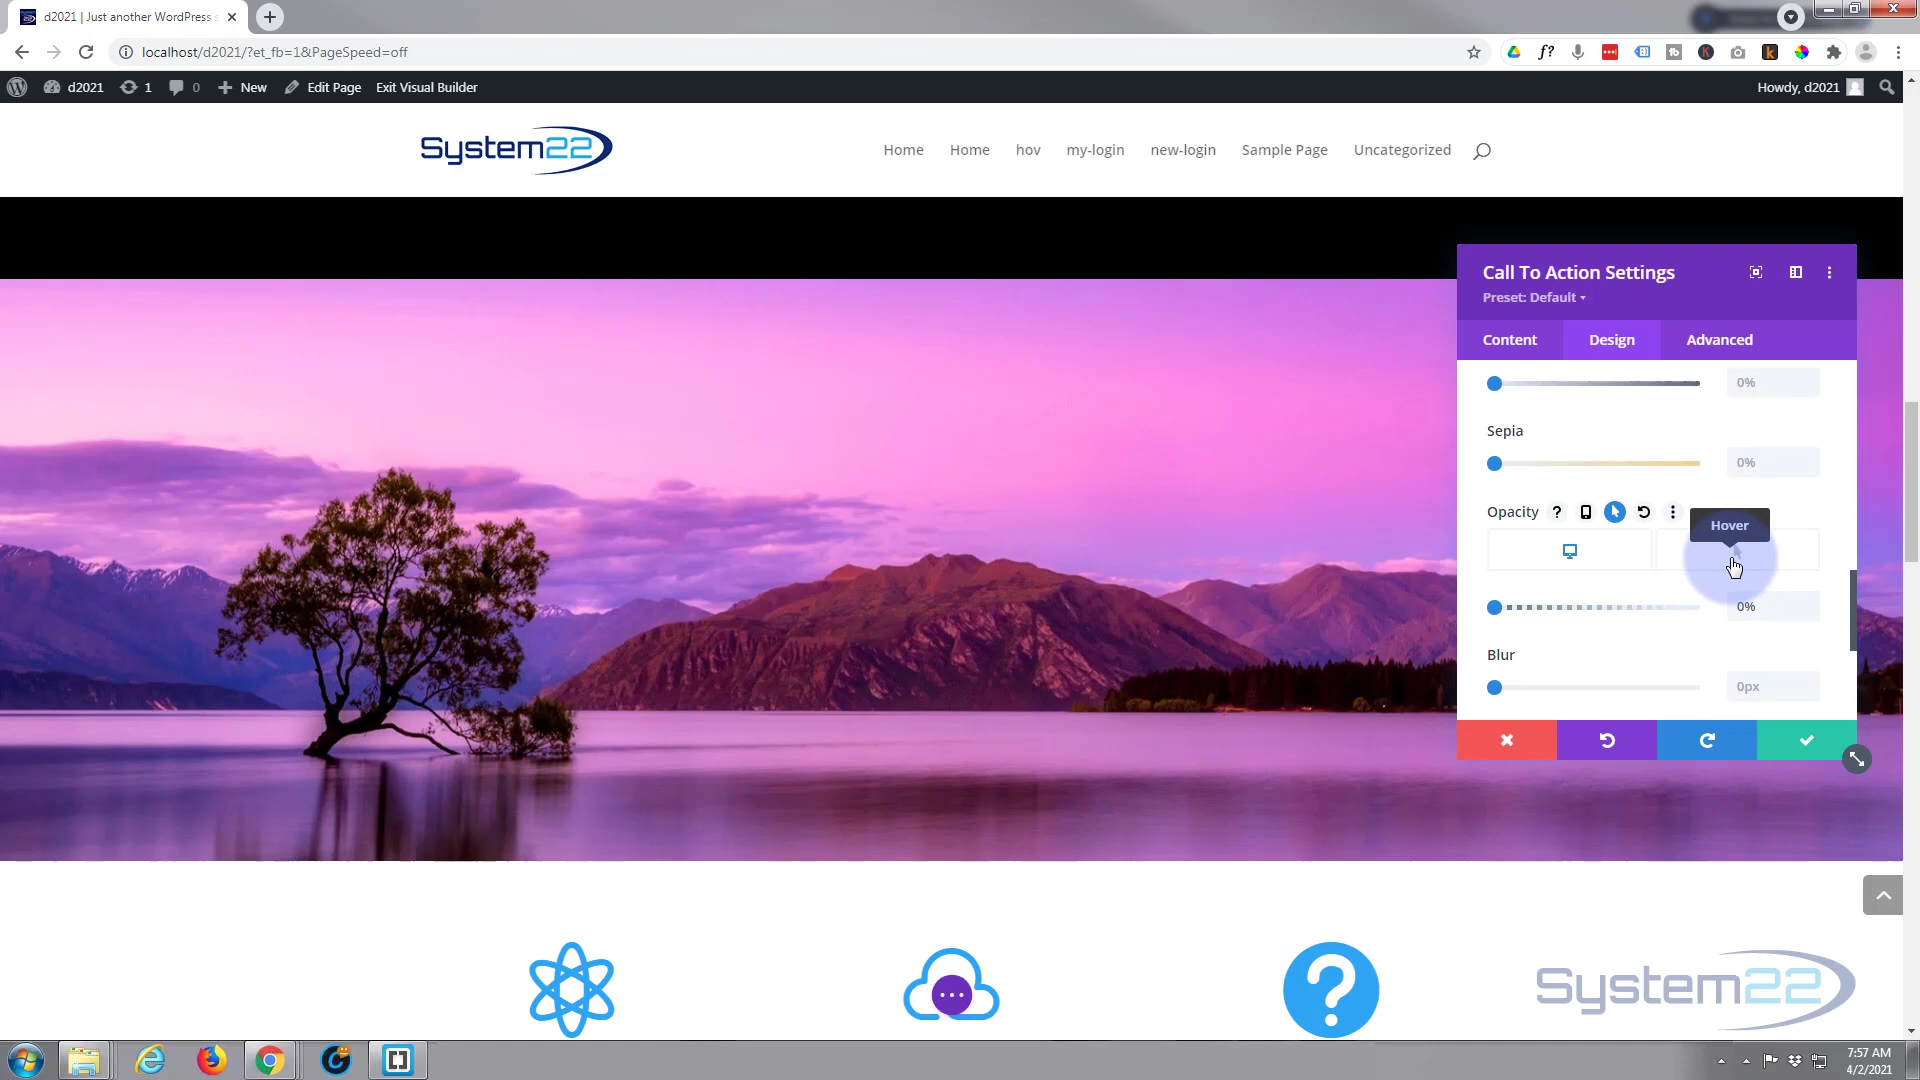 d2021 | Just another WordPress s
localhost/d2021/?et_fb=1&PageSpeed=off
d2021 1 0 New Edit Page Exit Visual Builder Howdy, d2021
System22
Home Home hov my-login new-login Sample Page Uncategorized
Call To Action Settings
Preset: Default
Content Design Advanced
0%
Sepia
0%
Opacity ?
Hover
0%
Blur
0px
System22
7:57 AM
4/2/2021